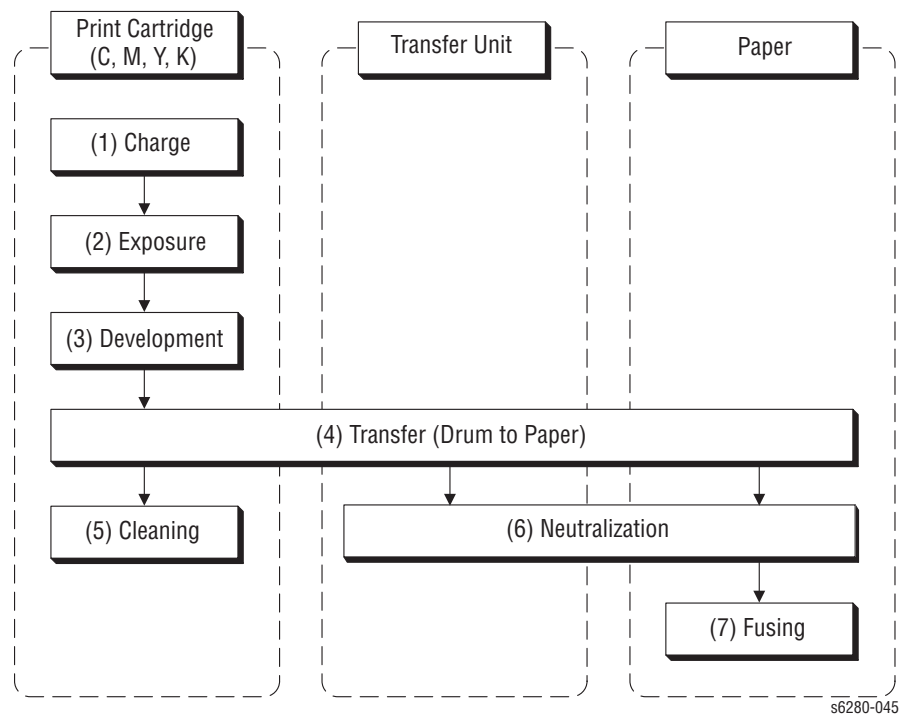 Print Cartridge
(C, M, Y, K)
Transfer Unit
Paper
(1) Charge
(2) Exposure
(3) Development
(4) Transfer (Drum to Paper)
(5) Cleaning
(6) Neutralization
(7) Fusing
s6280-045